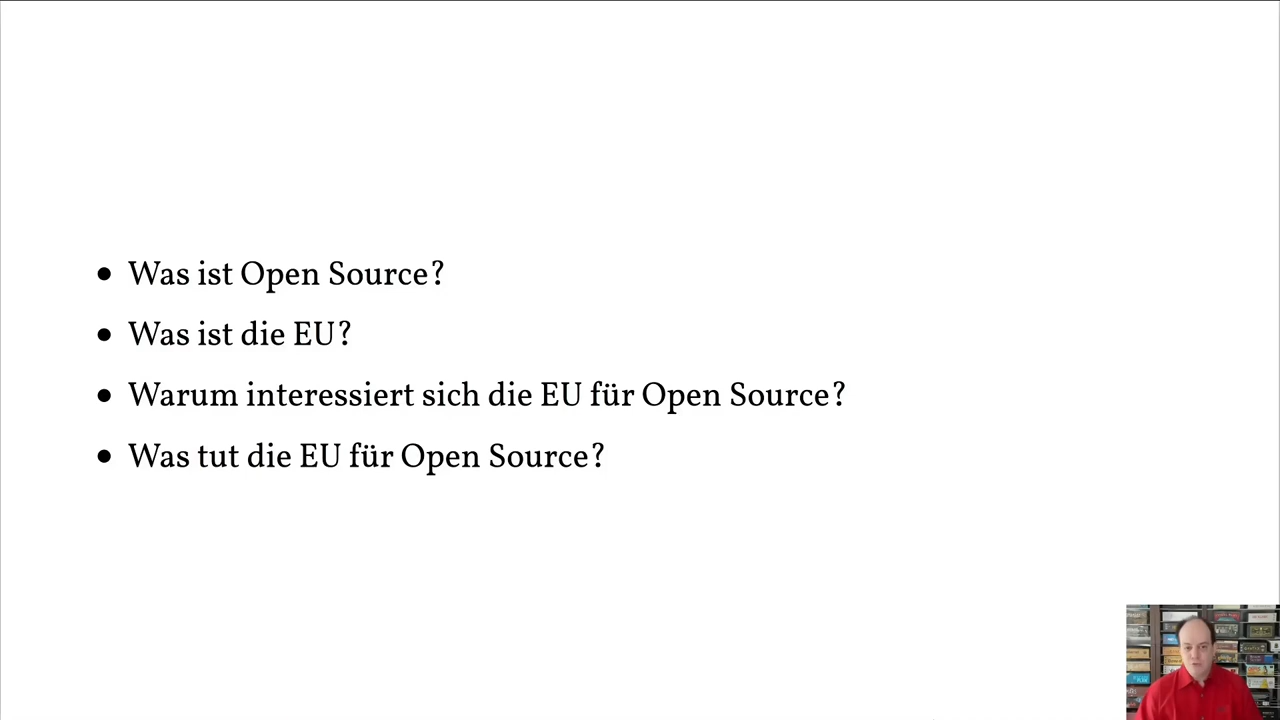 Was ist Open Source?
Was ist die EU?
Warum interessiert sich die EU für Open Source?
Was tut die EU für Open Source?